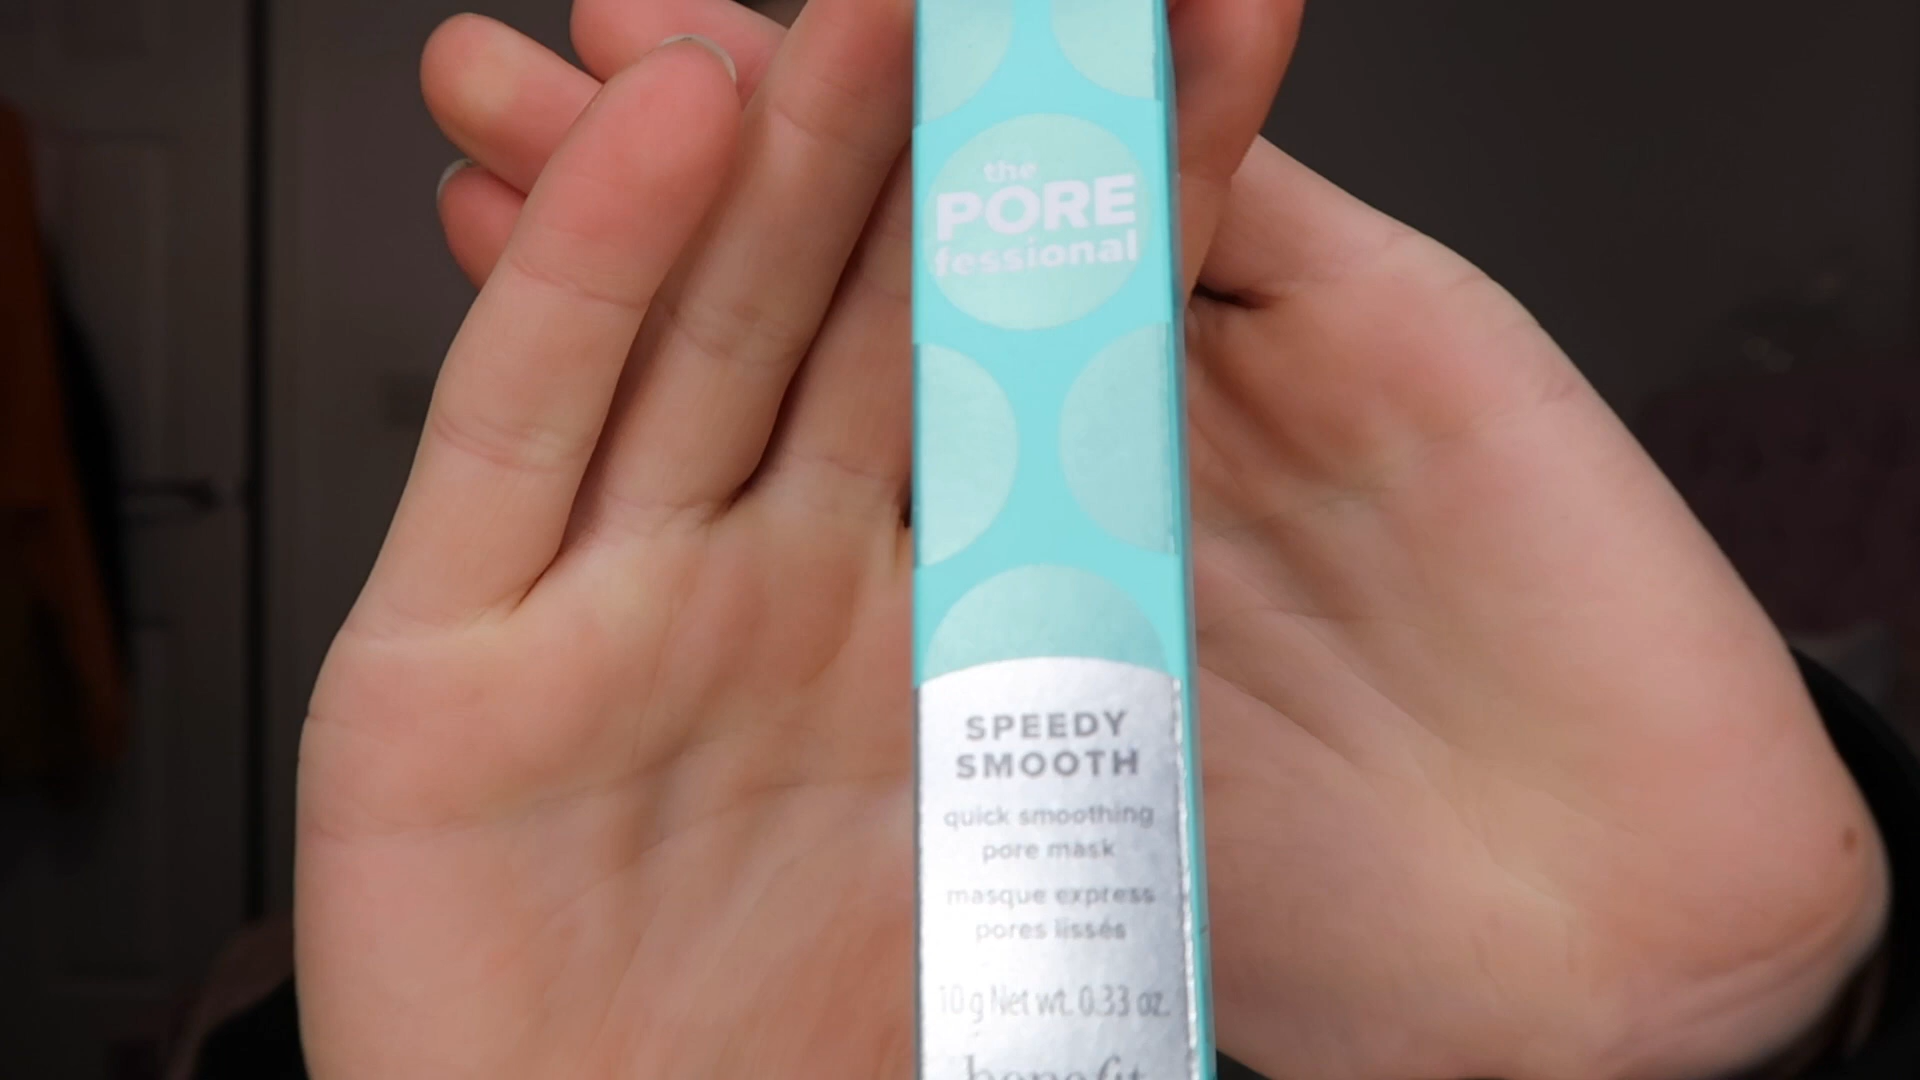 the
PORE
fessional
SPEEDY
SMOOTH
quick smoothing
pore mask
masque express
pores lissés
10 g Net wt. 0.33 oz.
benefit